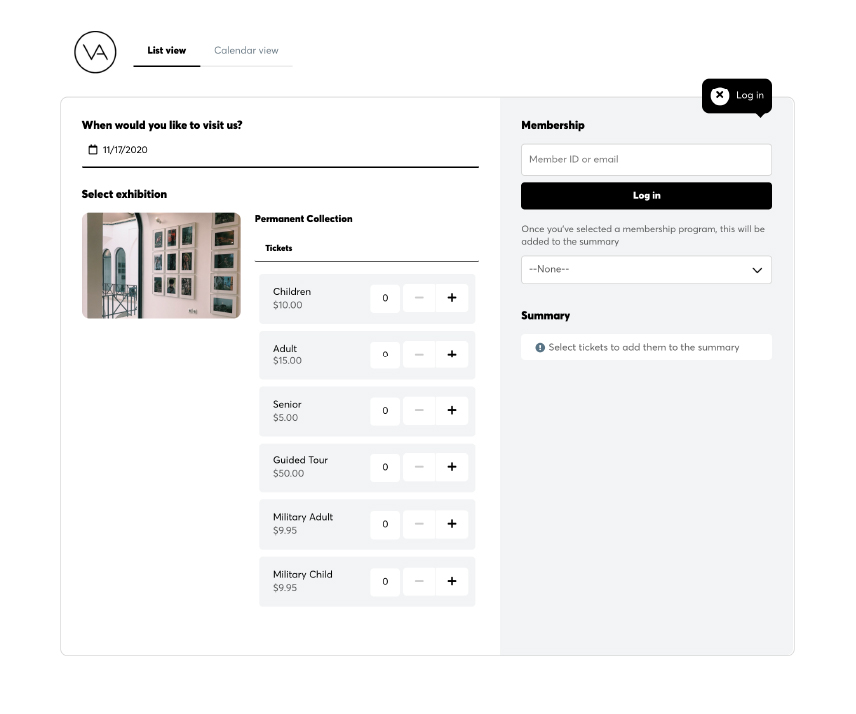 VA
List view
Calendar view
Log in
When would you like to visit us?
11/17/2020
Select exhibition
Permanent Collection
Tickets
Children
$10.00
0
Adult
$15.00
0
Senior
$5.00
0
Guided Tour
$50.00
0
Military Adult
$9.95
0
Military Child
$9.95
0
Membership
Member ID or email
Log in
Once you've selected a membership program, this will be
added to the summary
--None--
Summary
Select tickets to add them to the summary